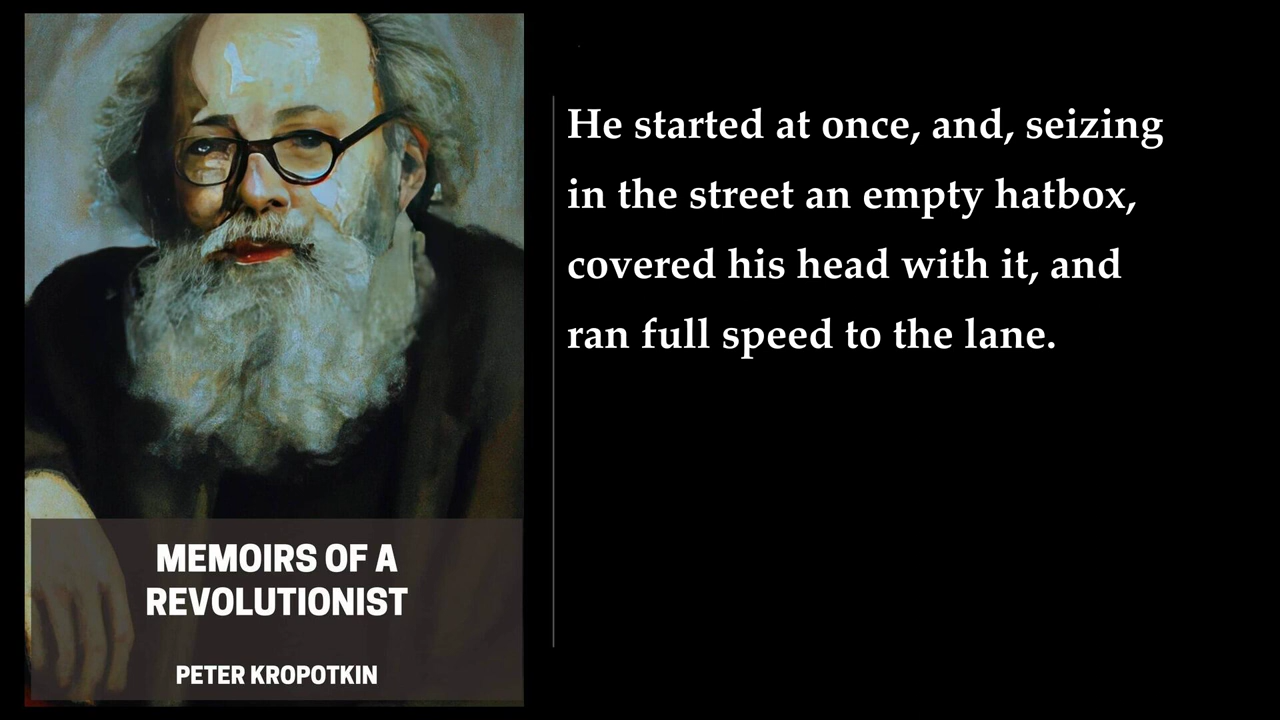 He started at once, and, seizing
in the street an empty hatbox,
covered his head with it, and
ran full speed to the lane.
MEMOIRS OF A
REVOLUTIONIST
PETER KROPOTKIN